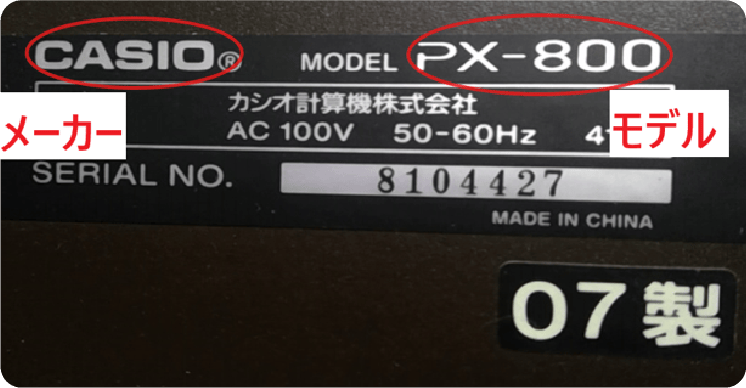 CASIO® MODEL PX-800
カシオ計算機株式会社
メーカー AC 100V 50-60Hz モデル
SERIAL NO. 8104427
MADE IN CHINA
07製